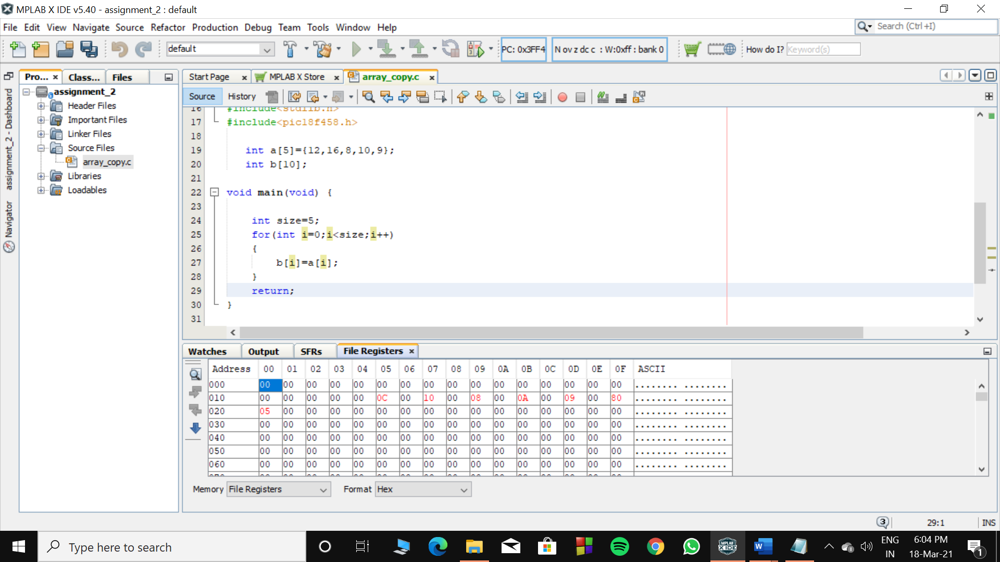 MPLAB X IDE v5.40 - assignment_2 : default
File Edit View Navigate Source Refactor Production Debug Team Tools Window Help
Search (Ctrl+I)
default
PC: 0x3FF4
N ov z dc c : W:0xff : bank 0
How do I? Keyword(s)
Pro... Class... Files
assignment_2 - Dashboard
Navigator
assignment_2
Header Files
Important Files
Linker Files
Source Files
array_copy.c
Libraries
Loadables
Start Page MPLAB X Store array_copy.c
Source History
16 #include<stdlib.h>
17 #include<pic18f458.h>
18
19 int a[5]={12,16,8,10,9};
20 int b[10];
21
22 void main(void) {
23
24 int size=5;
25 for(int i=0;i<size;i++)
26 {
27 b[i]=a[i];
28 }
29 return;
30 }
31
Watches Output SFRs File Registers
Address 00 01 02 03 04 05 06 07 08 09 0A 0B 0C 0D 0E 0F ASCII
000 00 00 00 00 00 00 00 00 00 00 00 00 00 00 00 00 ........ ........
010 00 00 00 00 00 0C 00 10 00 08 00 0A 00 09 00 80 ........ ........
020 05 00 00 00 00 00 00 00 00 00 00 00 00 00 00 00 ........ ........
030 00 00 00 00 00 00 00 00 00 00 00 00 00 00 00 00 ........ ........
040 00 00 00 00 00 00 00 00 00 00 00 00 00 00 00 00 ........ ........
050 00 00 00 00 00 00 00 00 00 00 00 00 00 00 00 00 ........ ........
060 00 00 00 00 00 00 00 00 00 00 00 00 00 00 00 00 ........ ........
Memory File Registers Format Hex
3 29:1 INS
Type here to search
MPLAB X IDE
ENG
IN
6:04 PM
18-Mar-21
1